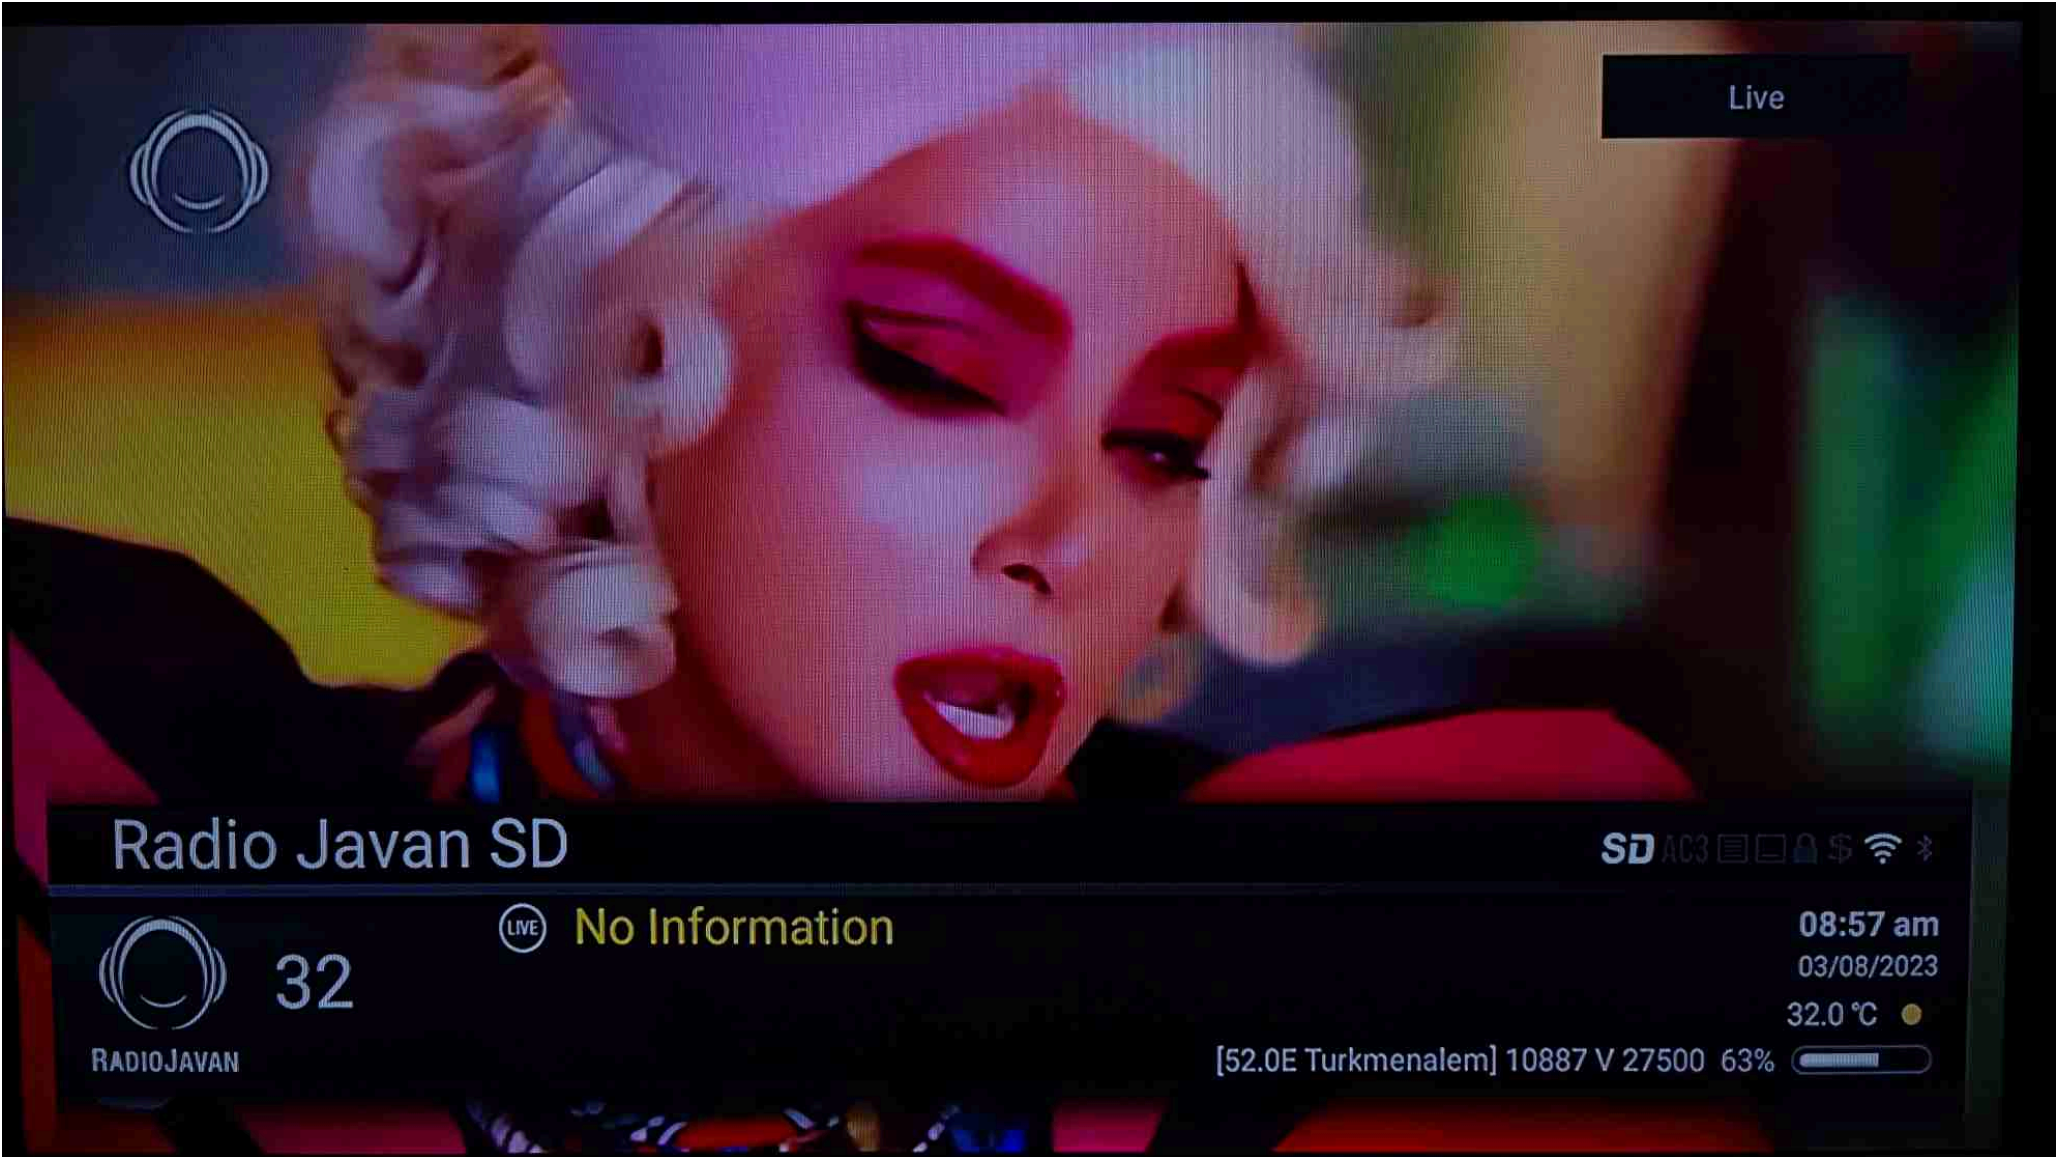 Live
Radio Javan SD
SD AC3 $
LIVE No Information
08:57 am
32
03/08/2023
32.0 °C
RADIOJAVAN
[52.0E Turkmenalem] 10887 V 27500 63%